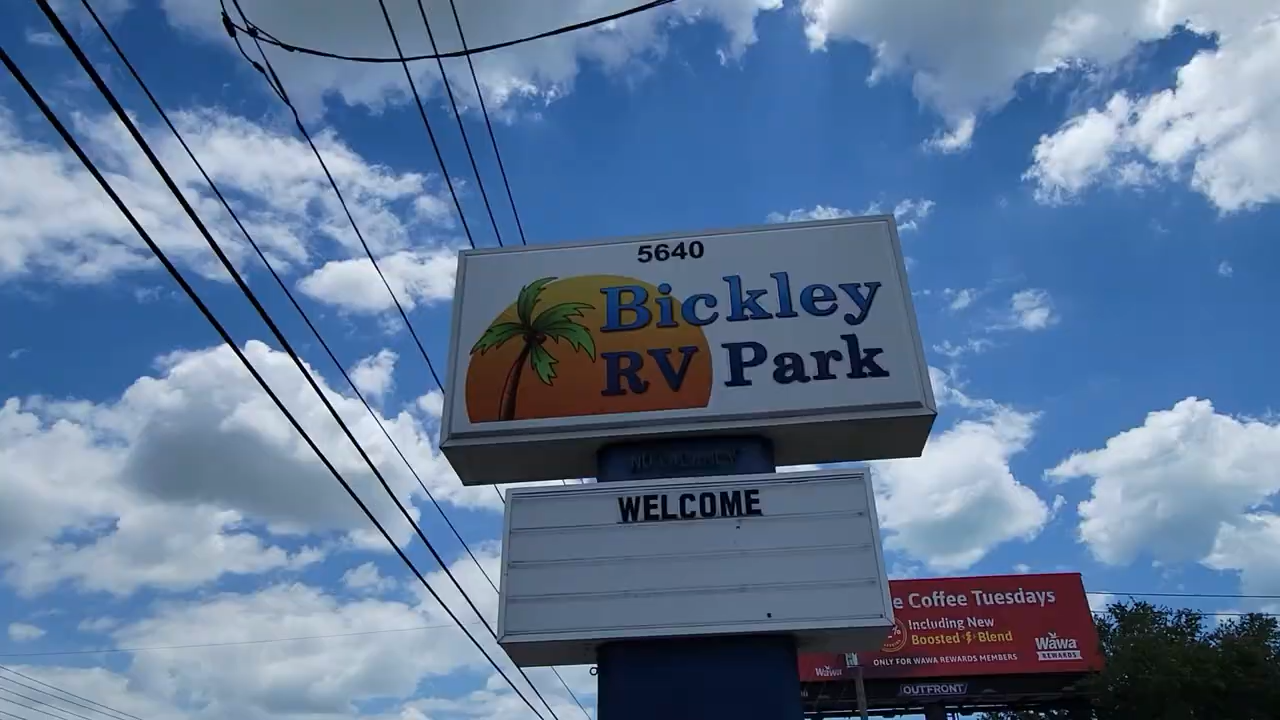 5640
Bickley
RV Park
WELCOME
e Coffee Tuesdays
Including New
Boosted Blend
ONLY FOR WAWA REWARDS MEMBERS
Wawa
REWARDS
Wawa
OUTFRONT